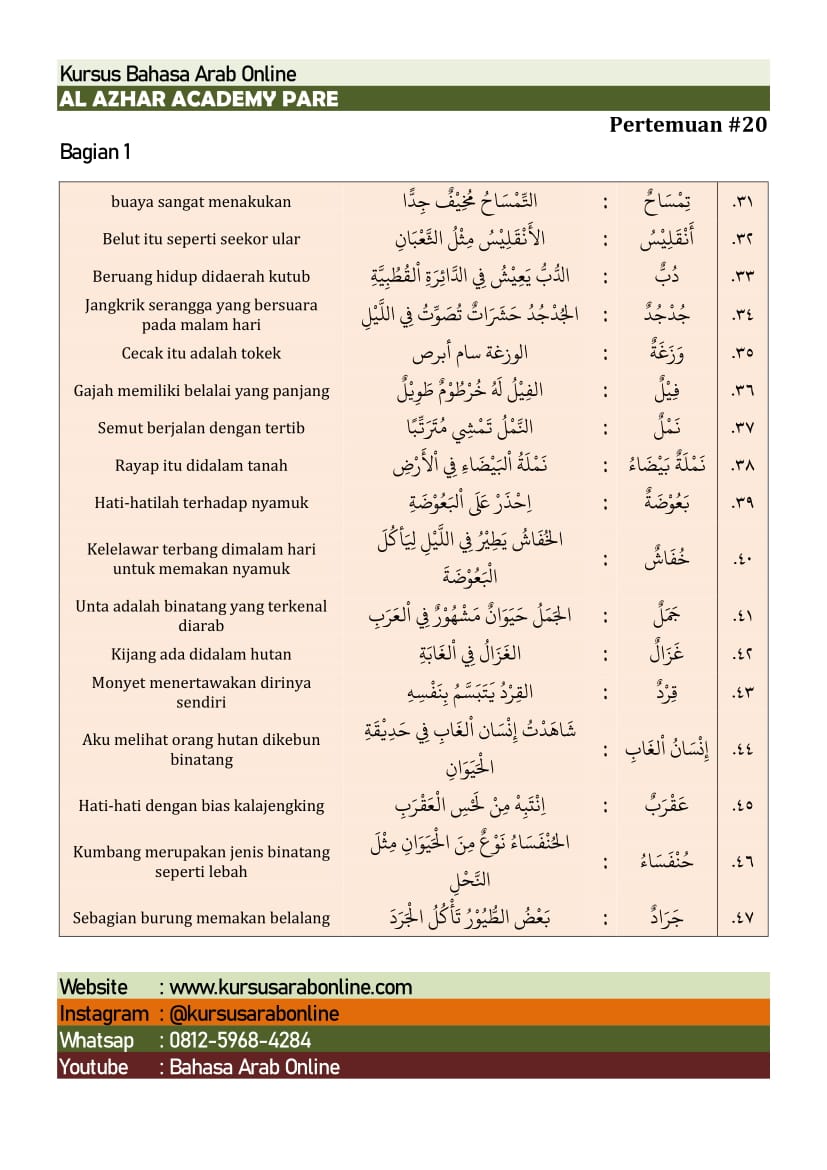 Kursus Bahasa Arab Online
AL AZHAR ACADEMY PARE
Pertemuan #20
Bagian 1
٣١. تِمْسَاحٌ : التِّمْسَاحُ مُخِيْفٌ جِدًّا
buaya sangat menakukan
٣٢. أَنْقَلِيْسُ : الأَنْقَلِيْسُ مِثْلُ الثَّعْبَانِ
Belut itu seperti seekor ular
٣٣. دُبٌّ : الدُّبُّ يَعِيْشُ فِي الدَّائِرَةِ اْلقُطْبِيَّةِ
Beruang hidup didaerah kutub
٣٤. جُدْجُدٌ : الجُدْجُدُ حَشَرَاتٌ تُصَوِّتُ فِي اللَّيْلِ
Jangkrik serangga yang bersuara
pada malam hari
٣٥. وَزَغَةٌ : الوزغة سام أبرص
Cecak itu adalah tokek
٣٦. فِيْلٌ : الفِيْلُ لَهُ خُرْطُوْمٌ طَوِيْلٌ
Gajah memiliki belalai yang panjang
٣٧. نَمْلٌ : النَّمْلُ تَمْشِي مُتَرَتِّبًا
Semut berjalan dengan tertib
٣٨. نَمْلَةٌ بَيْضَاءُ : نَمْلَةُ اْلبَيْضَاءِ فِي اْلأَرْضِ
Rayap itu didalam tanah
٣٩. بَعُوْضَةٌ : اِحْذَرْ عَلَى اْلبَعُوْضَةِ
Hati-hatilah terhadap nyamuk
٤٠. خُفَاشٌ : الخُفَاشُ يَطِيْرُ فِي اللَّيْلِ لِيَأْكُلَ
الْبَعُوْضَةَ
Kelelawar terbang dimalam hari
untuk memakan nyamuk
٤١. جَمَلٌ : الجَمَلُ حَيَوَانٌ مَشْهُوْرٌ فِي اْلعَرَبِ
Unta adalah binatang yang terkenal
diarab
٤٢. غَزَالٌ : الغَزَالُ فِي اْلغَابَةِ
Kijang ada didalam hutan
٤٣. قِرْدٌ : القِرْدُ يَتَبَسَّمُ بِنَفْسِهِ
Monyet menertawakan dirinya
sendiri
٤٤. إِنْسَانُ اْلغَابِ : شَاهَدْتُ إِنْسَان اْلغَابِ فِي حَدِيْقَةِ
الْحَيَوَانِ
Aku melihat orang hutan dikebun
binatang
٤٥. عَقْرَبٌ : اِنْتَبِهْ مِنْ لَحْسِ الْعَقْرَبِ
Hati-hati dengan bias kalajengking
٤٦. خُنْفَسَاءُ : الخُنْفَسَاءُ نَوْعٌ مِنَ الْحَيَوَانِ مِثْلَ
النَّحْلِ
Kumbang merupakan jenis binatang
seperti lebah
٤٧. جَرَادٌ : بَعْضُ الطُّيُوْرُ تَأْكُلُ الْجَرَدَ
Sebagian burung memakan belalang
Website : www.kursusarabonline.com
Instagram : @kursusarabonline
Whatsap : 0812-5968-4284
Youtube : Bahasa Arab Online